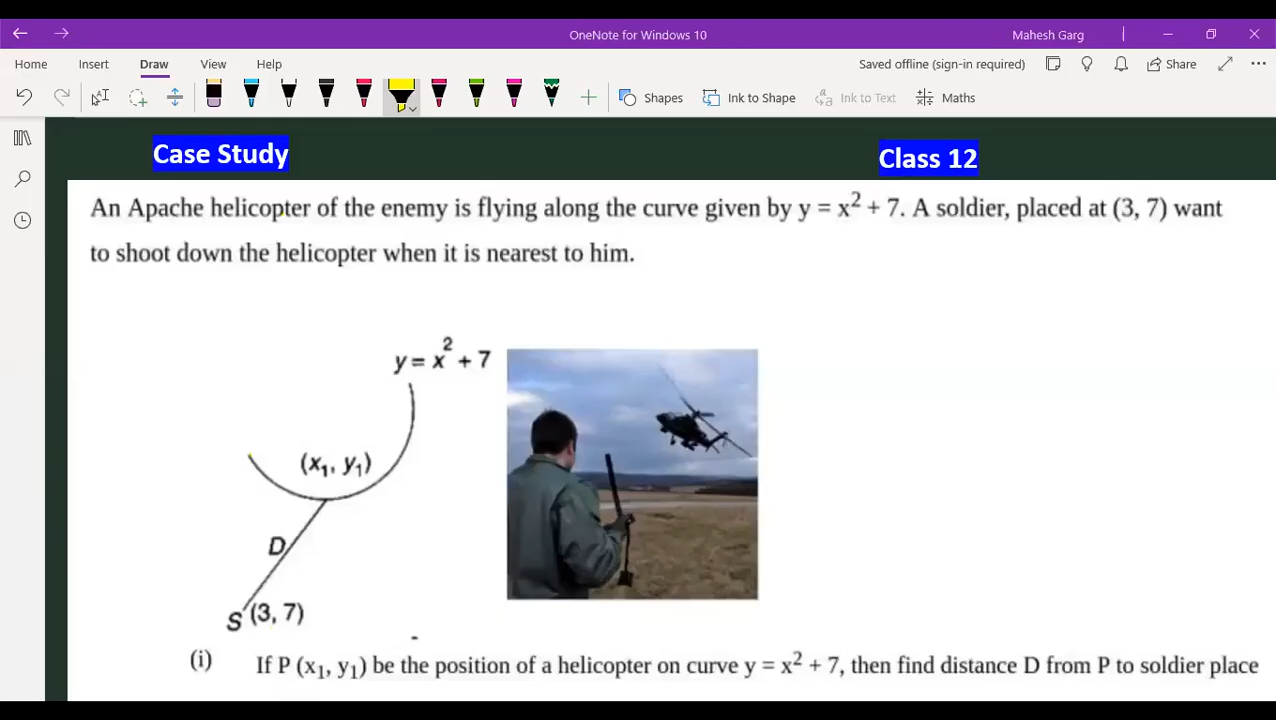 OneNote for Windows 10
Mahesh Garg
Home Insert Draw View Help
Saved offline (sign-in required)
Share
Shapes
Ink to Shape
Ink to Text
Maths
Case Study
Class 12
An Apache helicopter of the enemy is flying along the curve given by y = x² + 7. A soldier, placed at (3, 7) want
to shoot down the helicopter when it is nearest to him.
y = x² + 7
(x₁, y₁)
D
S (3, 7)
(i) If P (x₁, y₁) be the position of a helicopter on curve y = x² + 7, then find distance D from P to soldier place